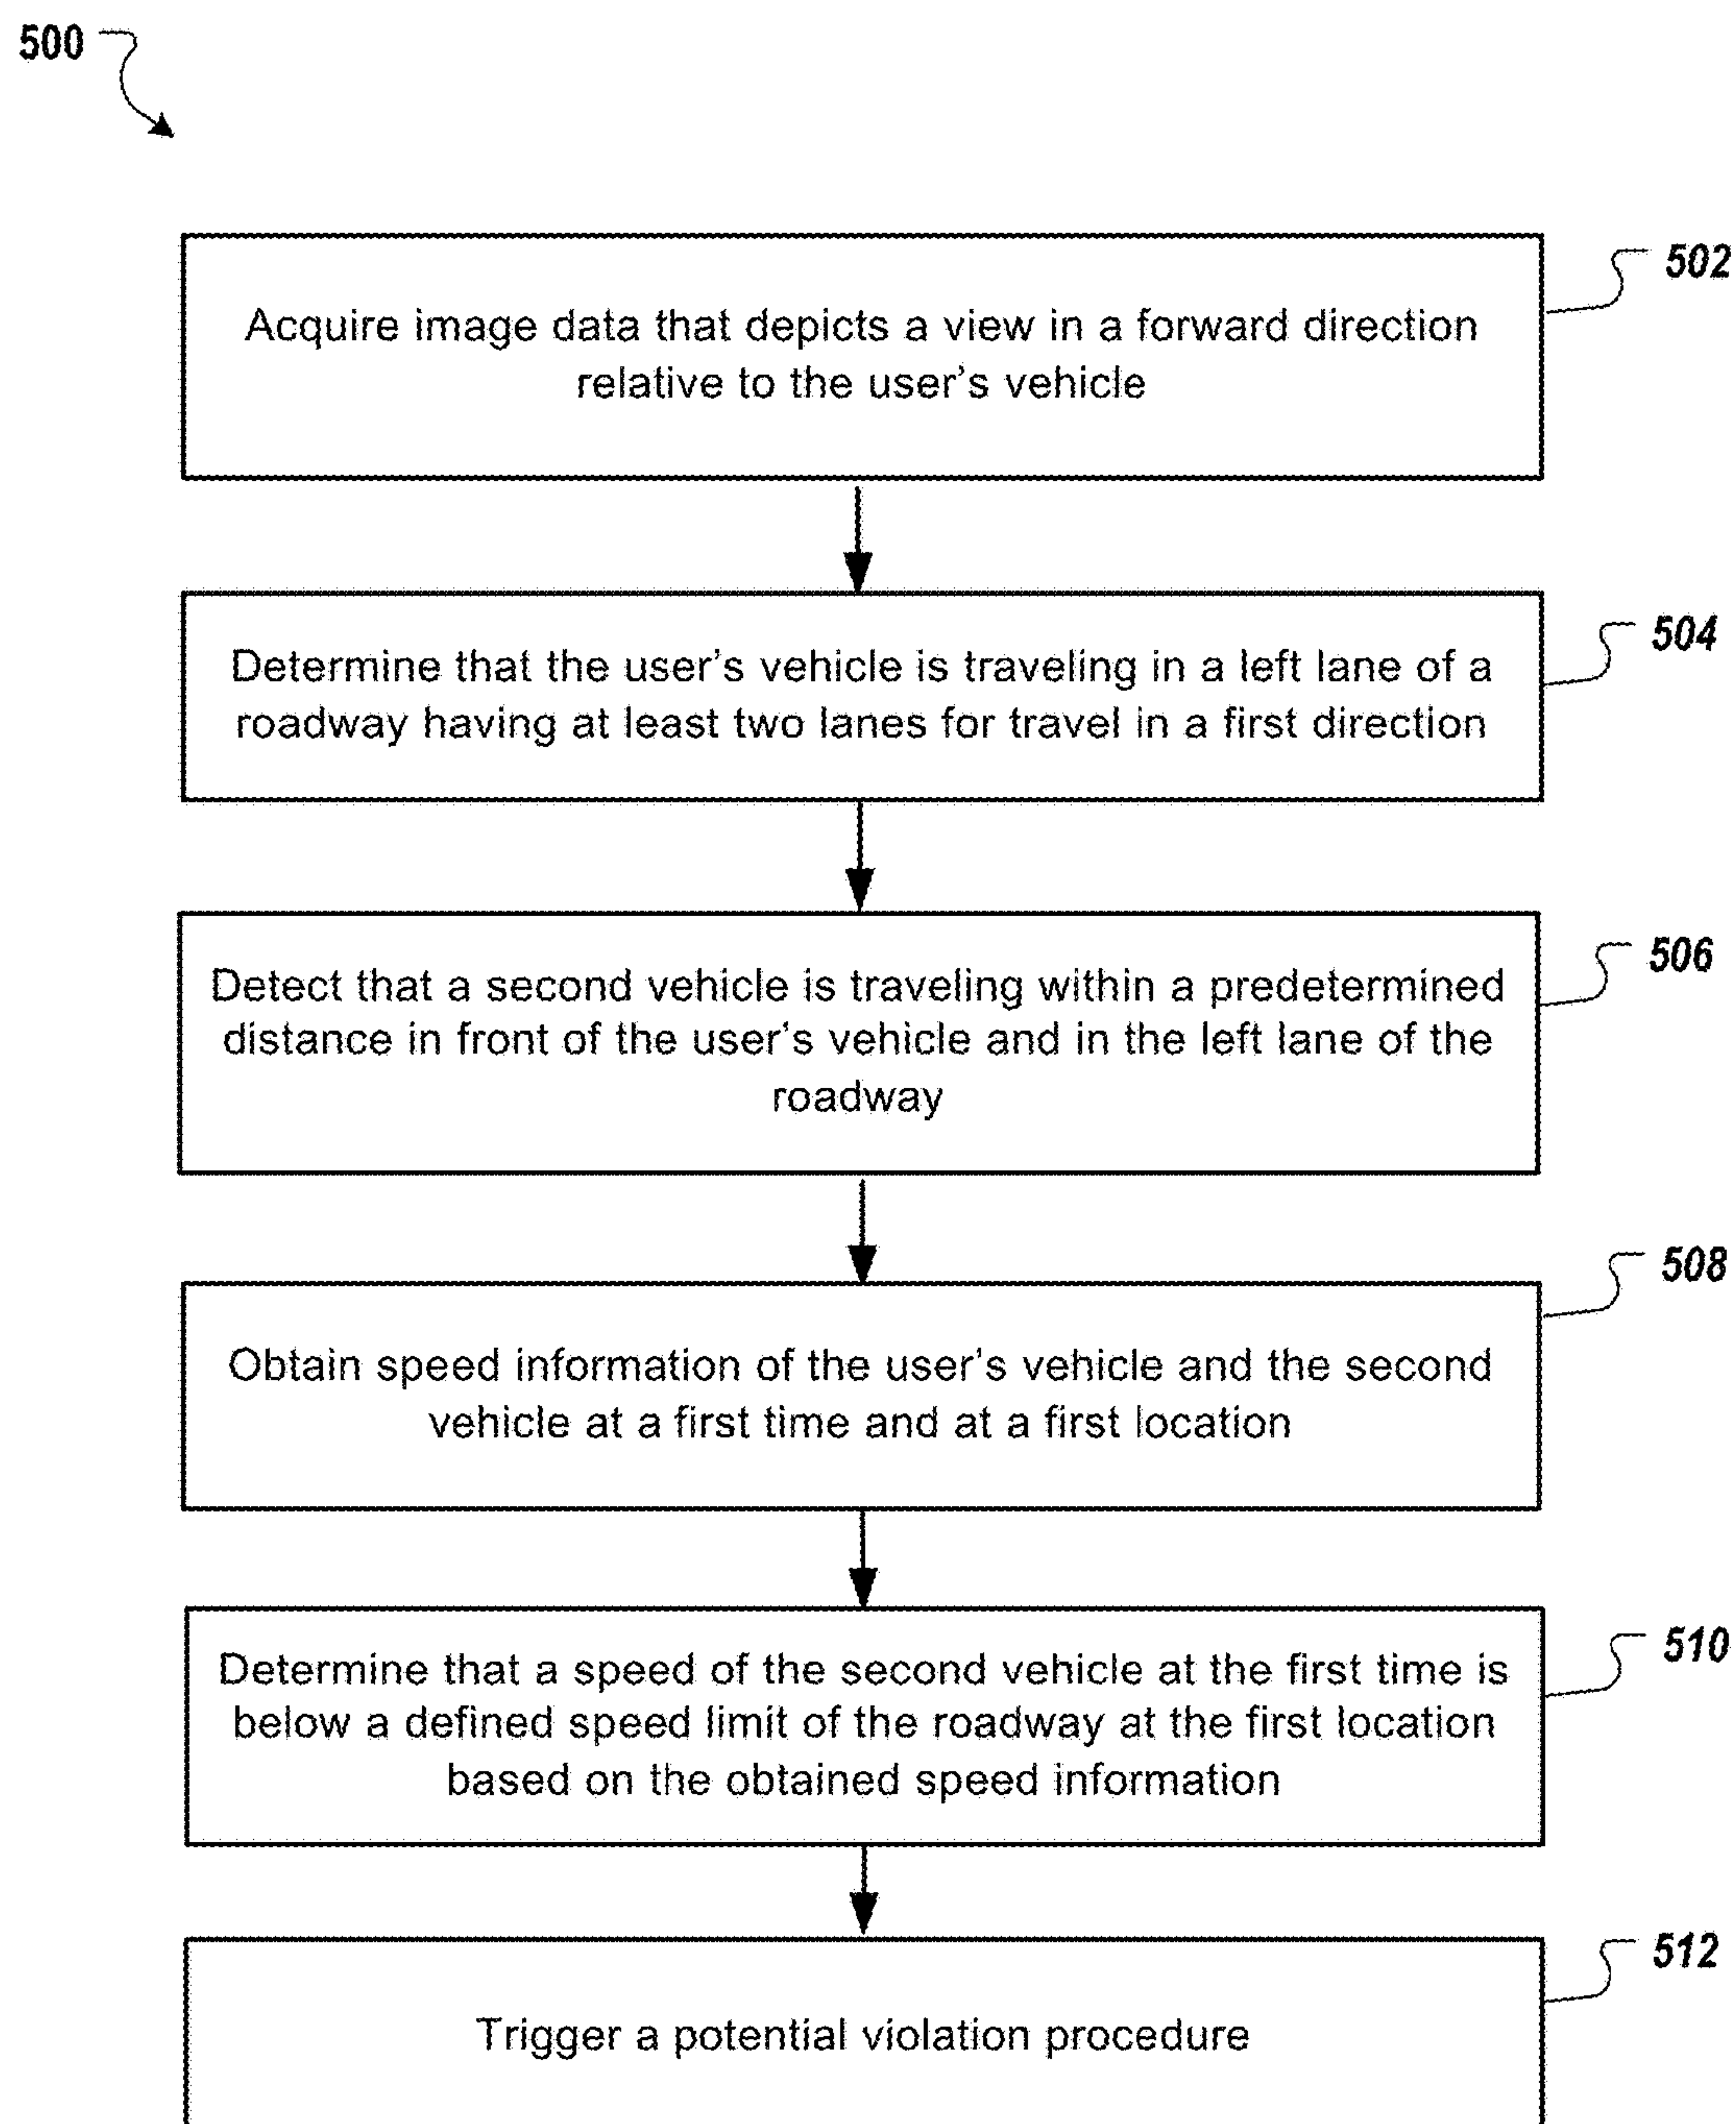 500
502
Acquire image data that depicts a view in a forward direction
relative to the user's vehicle
504
Determine that the user's vehicle is traveling in a left lane of a
roadway having at least two lanes for travel in a first direction
506
Detect that a second vehicle is traveling within a predetermined
distance in front of the user's vehicle and in the left lane of the
roadway
508
Obtain speed information of the user's vehicle and the second
vehicle at a first time and at a first location
510
Determine that a speed of the second vehicle at the first time is
below a defined speed limit of the roadway at the first location
based on the obtained speed information
512
Trigger a potential violation procedure